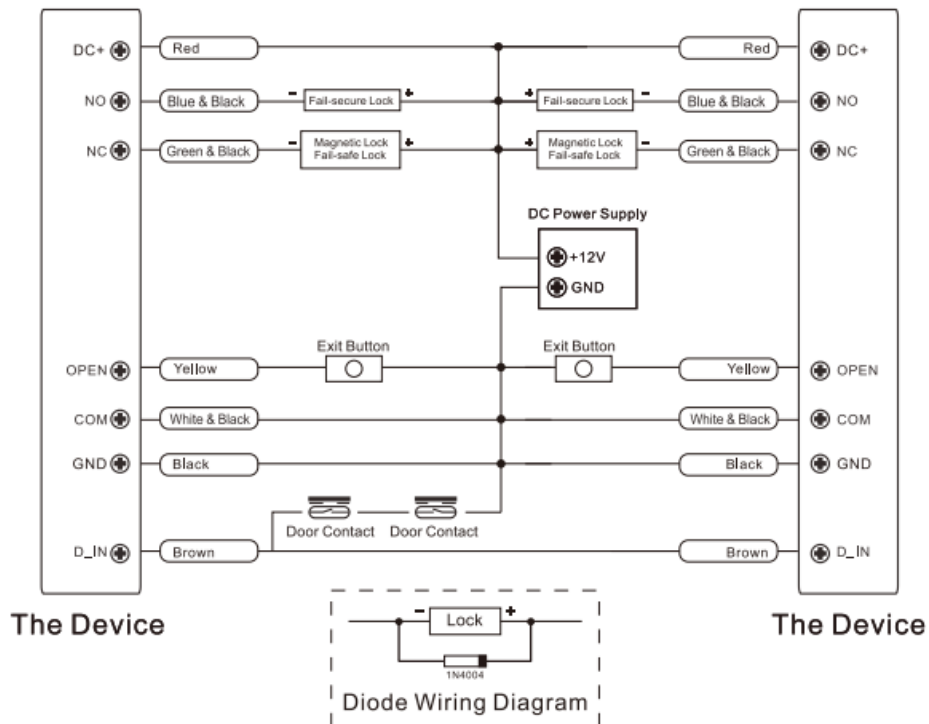 DC+ Red Red DC+
NO Blue & Black - Fail-secure Lock + + Fail-secure Lock - Blue & Black NO
NC Green & Black - Magnetic Lock Fail-safe Lock + + Magnetic Lock Fail-safe Lock - Green & Black NC
DC Power Supply
+12V
GND
Exit Button Exit Button
OPEN Yellow Yellow OPEN
COM White & Black White & Black COM
GND Black Black GND
Door Contact Door Contact
D_IN Brown Brown D_IN
The Device The Device
- Lock +
1N4004
Diode Wiring Diagram